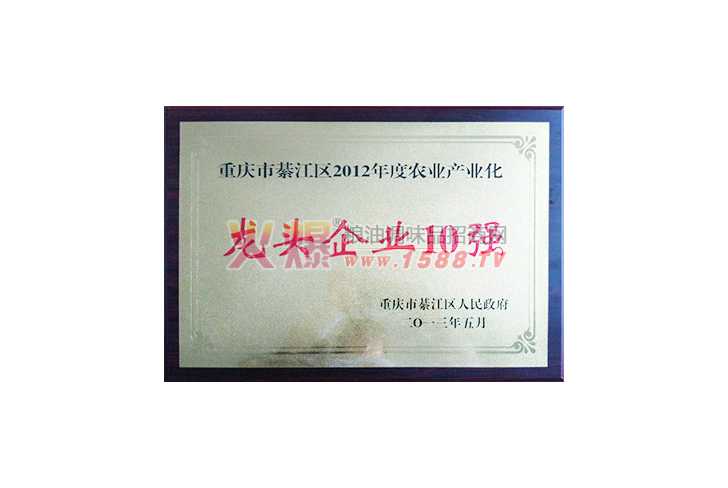 重庆市綦江区2012年度农业产业化
龙头企业10强
火爆®粮油调味品招商网
www.1588.TV
重庆市綦江区人民政府
二〇一三年五月